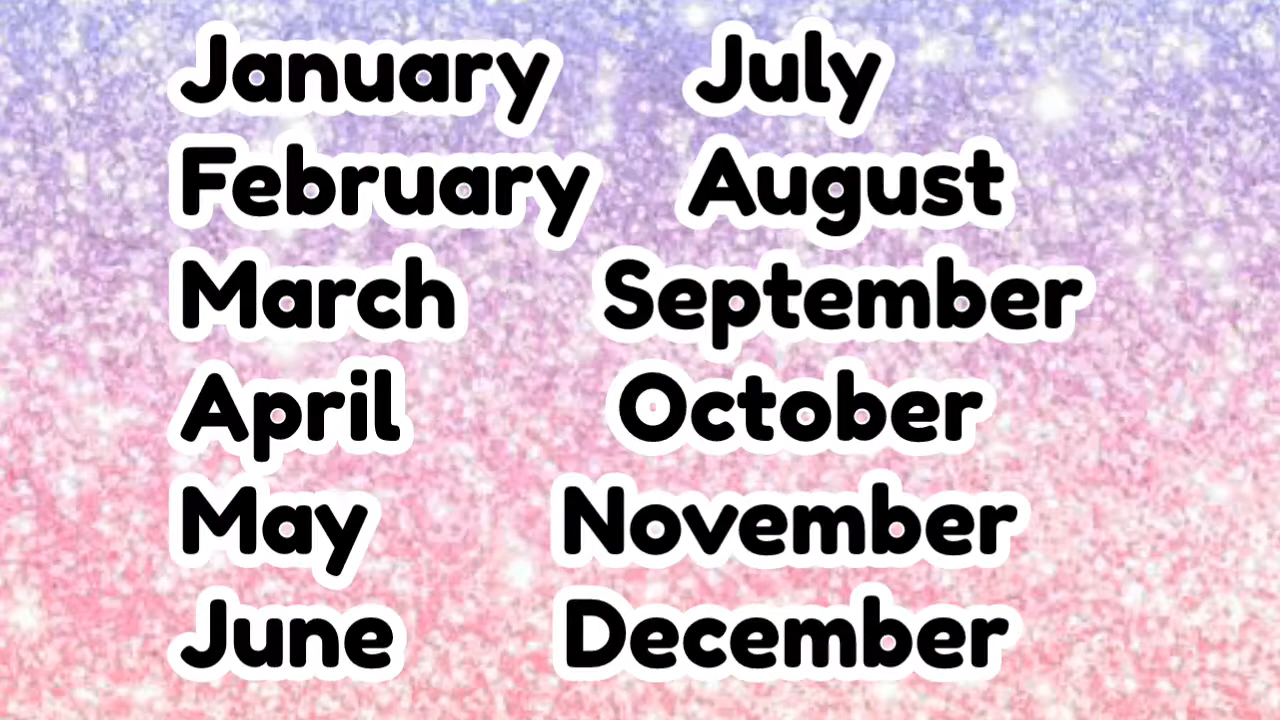 January July
February August
March September
April October
May November
June December